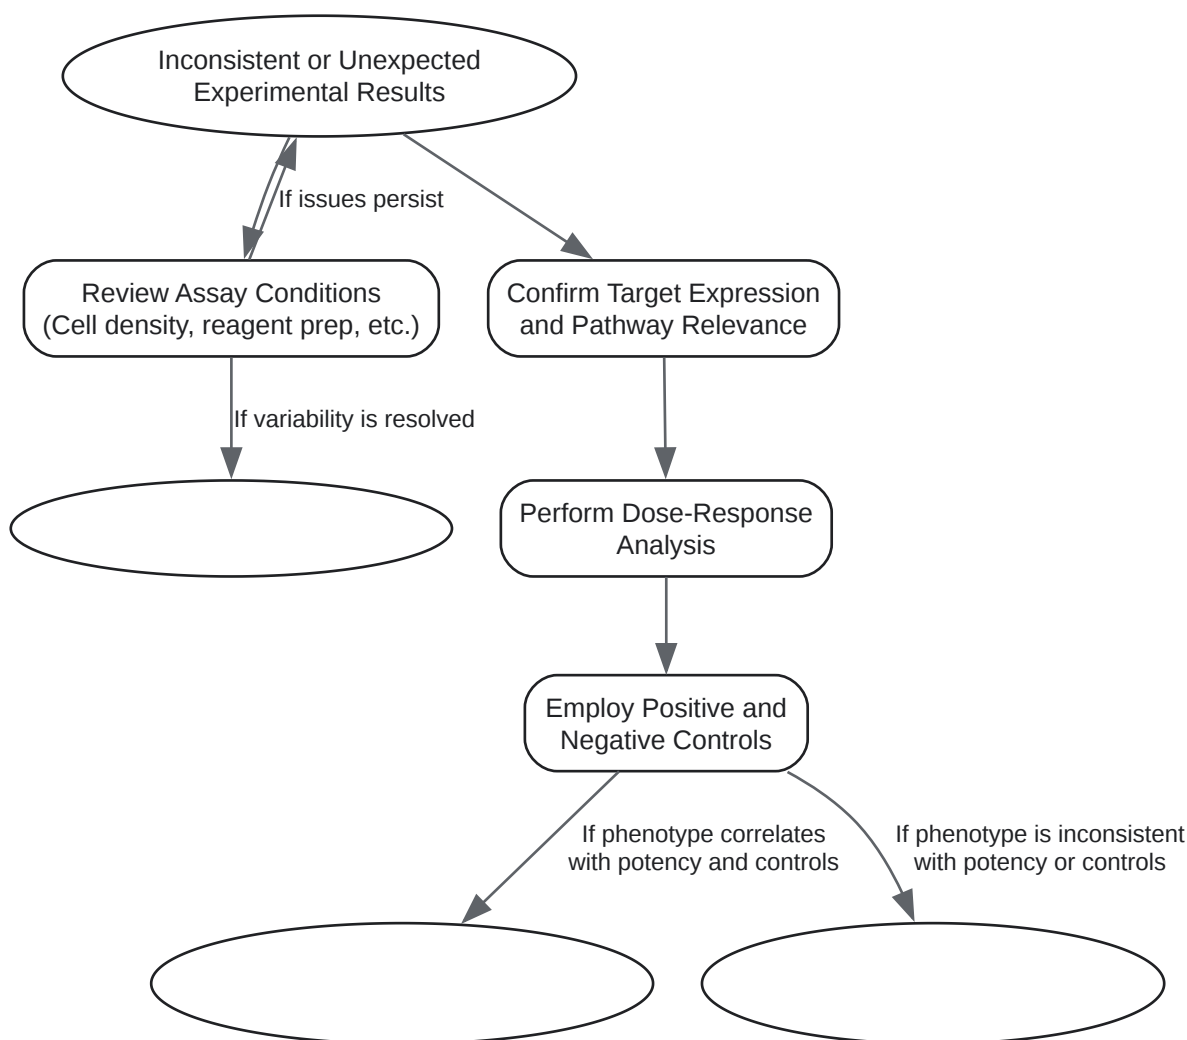 Inconsistent or Unexpected
Experimental Results
If issues persist
Review Assay Conditions
(Cell density, reagent prep, etc.)
Confirm Target Expression
and Pathway Relevance
If variability is resolved
Perform Dose-Response
Analysis
Employ Positive and
Negative Controls
If phenotype correlates
with potency and controls
If phenotype is inconsistent
with potency or controls